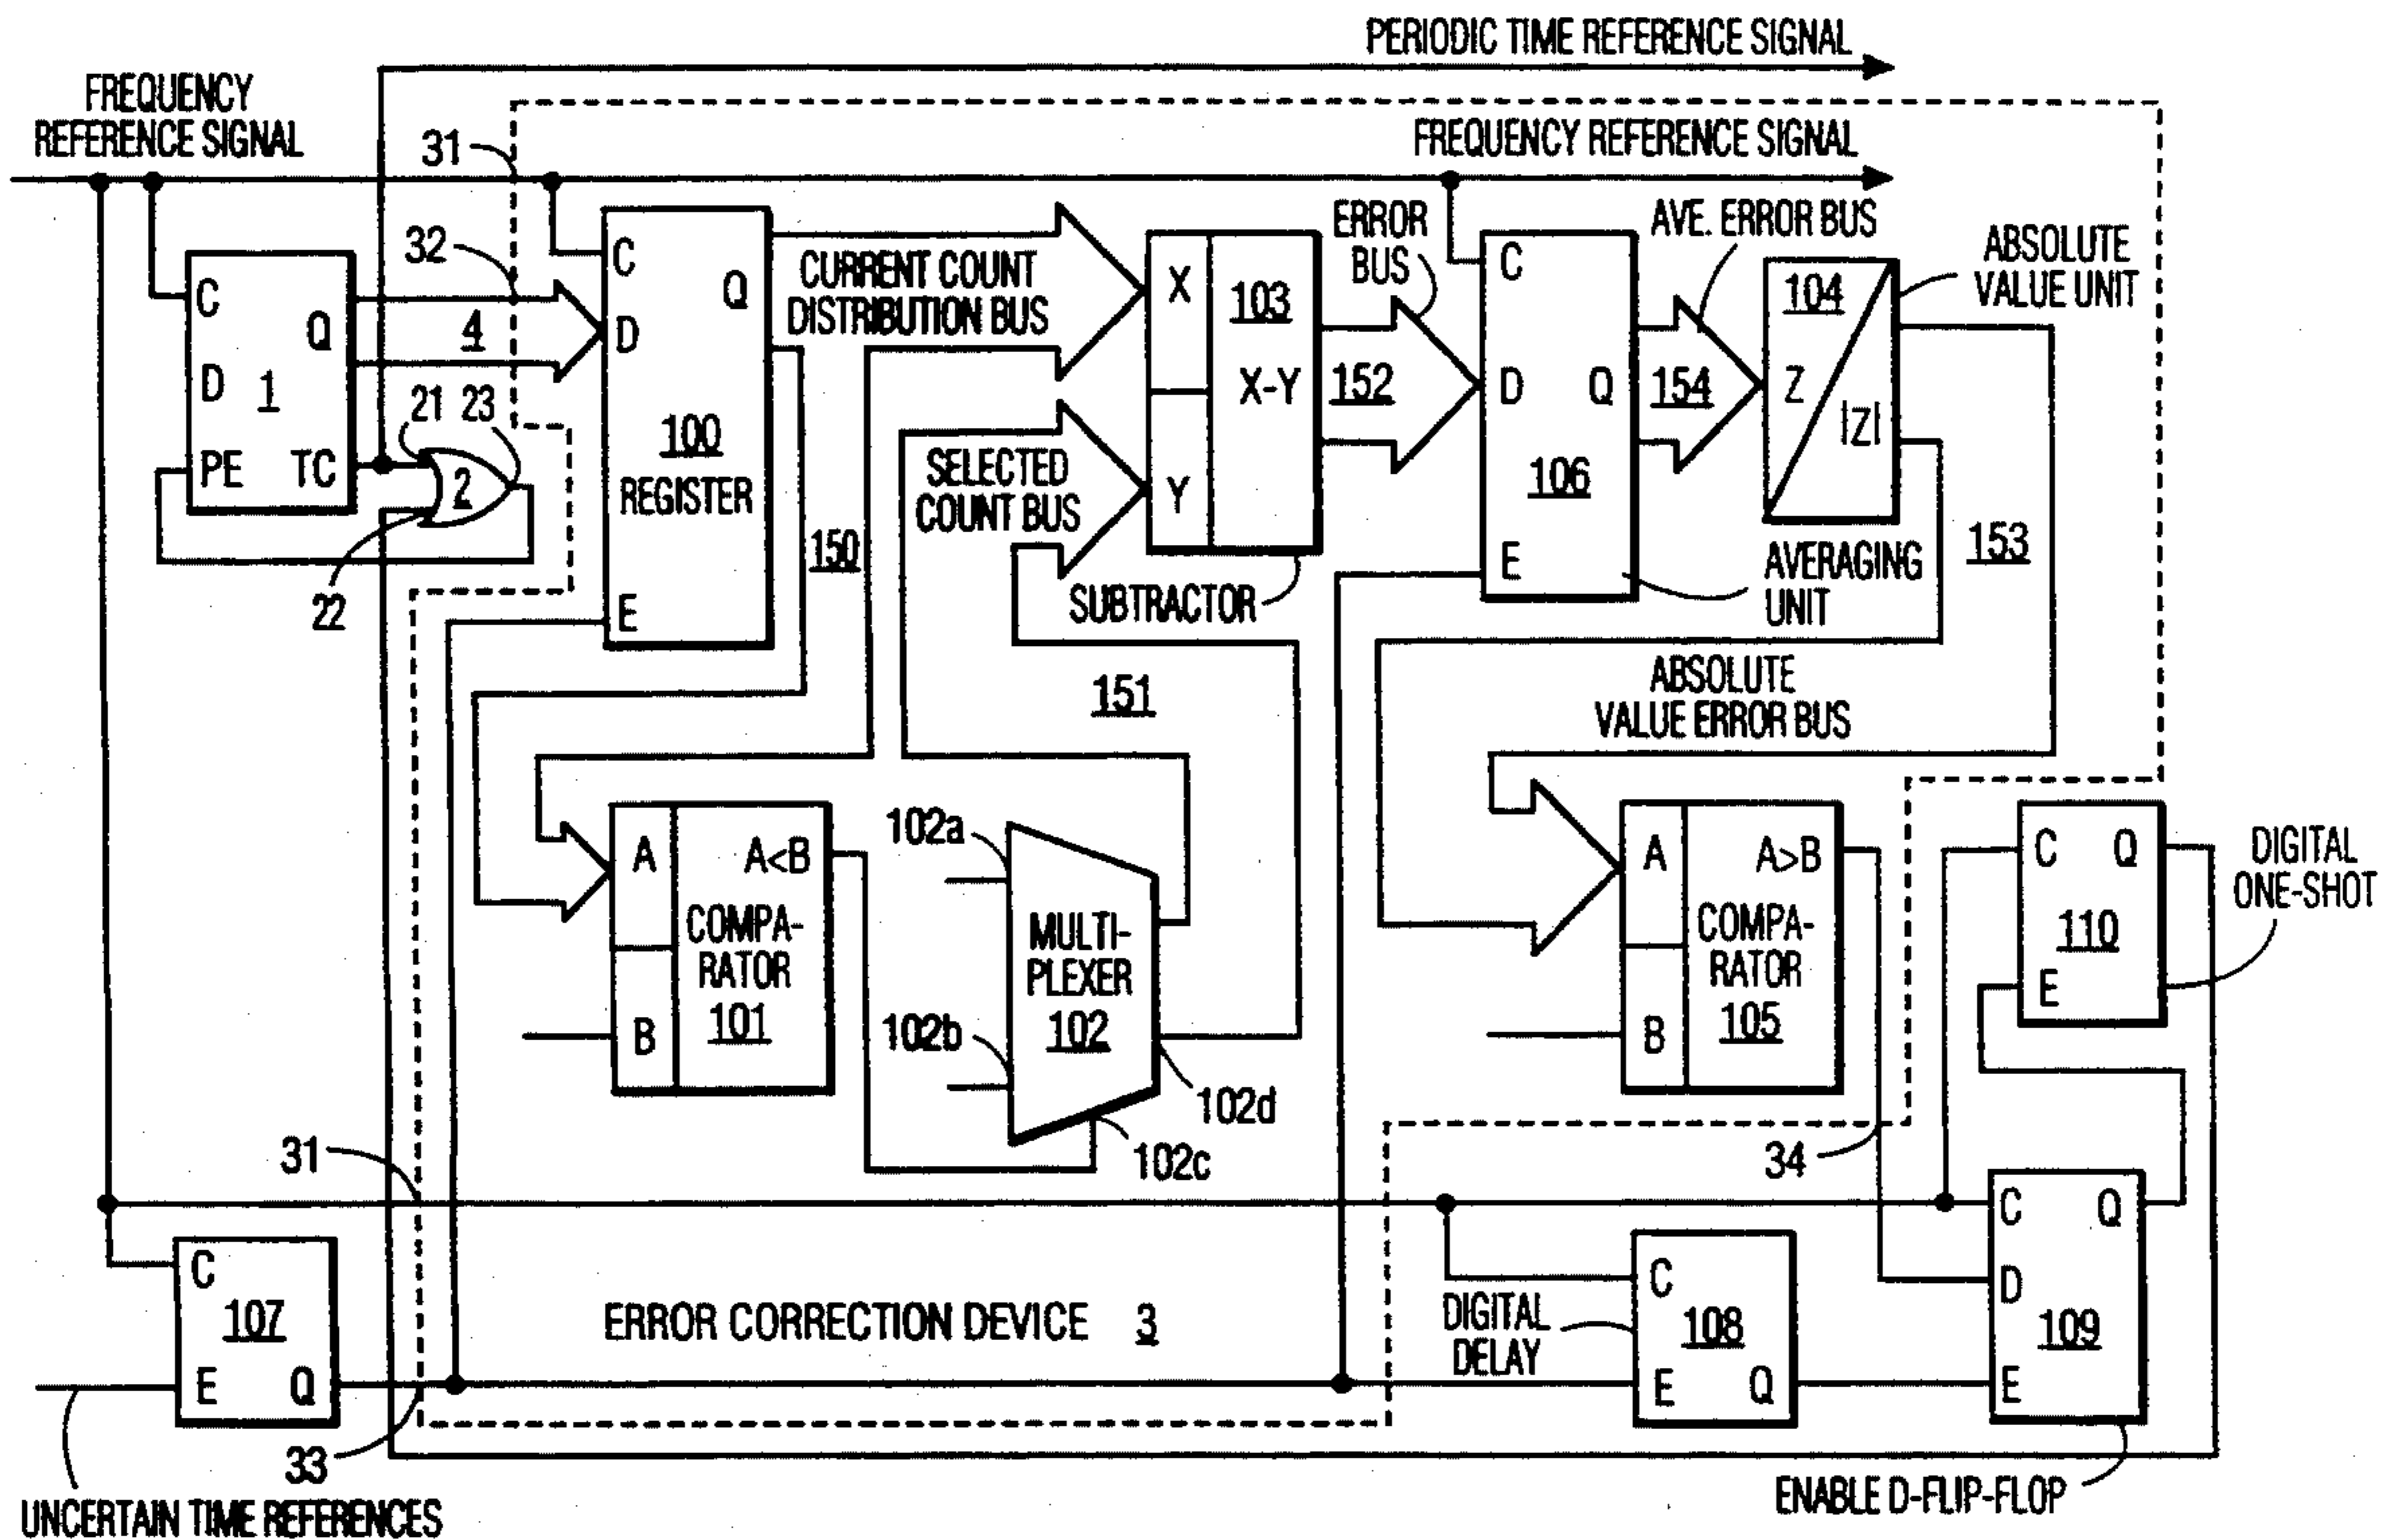 PERIODIC TIME REFERENCE SIGNAL
FREQUENCY
REFERENCE SIGNAL
FREQUENCY REFERENCE SIGNAL
31
32
C
Q
D
1
PE
TC
4
21
23
2
22
C
Q
D
100
REGISTER
E
CURRENT COUNT
DISTRIBUTION BUS
150
SELECTED
COUNT BUS
X
103
X-Y
Y
SUBTRACTOR
ERROR
BUS
152
C
D
Q
106
E
AVE. ERROR BUS
154
104
Z
|Z|
ABSOLUTE
VALUE UNIT
AVERAGING
UNIT
153
151
ABSOLUTE
VALUE ERROR BUS
A
A<B
COMPA-
RATOR
101
B
102a
102b
MULTI-
PLEXER
102
102d
102c
A
A>B
COMPA-
RATOR
105
B
34
C
Q
110
E
DIGITAL
ONE-SHOT
31
C
107
E
Q
33
UNCERTAIN TIME REFERENCES
ERROR CORRECTION DEVICE 3
DIGITAL
DELAY
C
108
E
Q
C
Q
D
109
E
ENABLE D-FLIP-FLOP